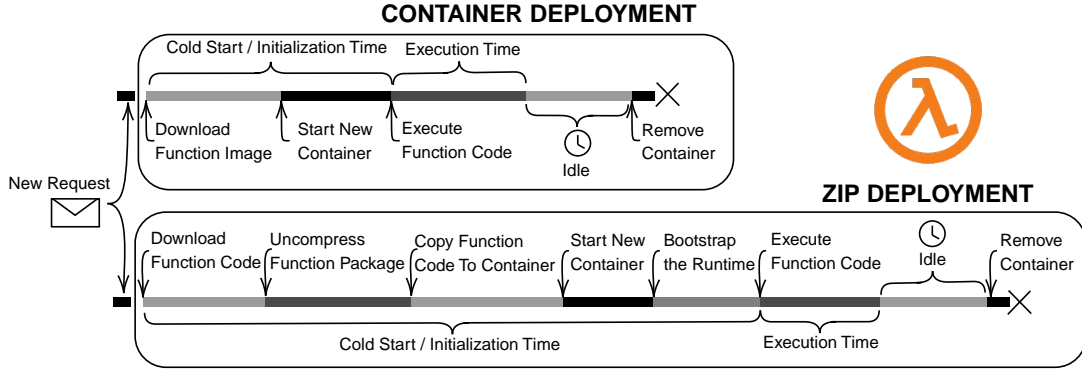 CONTAINER DEPLOYMENT
Cold Start / Initialization Time
Execution Time
Download
Function Image
Start New
Container
Execute
Function Code
Idle
Remove
Container
New Request
ZIP DEPLOYMENT
Download
Function Code
Uncompress
Function Package
Copy Function
Code To Container
Start New
Container
Bootstrap
the Runtime
Execute
Function Code
Idle
Remove
Container
Cold Start / Initialization Time
Execution Time